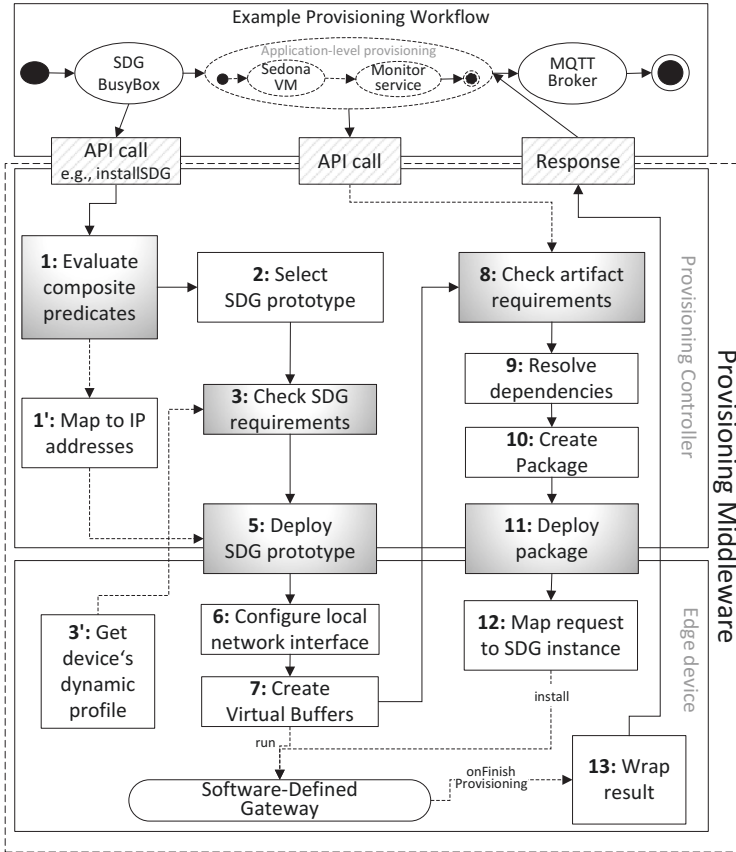 Example Provisioning Workflow
Application-level provisioning
SDG
BusyBox
Sedona
VM
Monitor
service
MQTT
Broker
API call
e.g., installSDG
API call
Response
1: Evaluate
composite
predicates
2: Select
SDG prototype
8: Check artifact
requirements
9: Resolve
dependencies
3: Check SDG
requirements
1': Map to IP
addresses
10: Create
Package
5: Deploy
SDG prototype
11: Deploy
package
Provisioning Controller
Provisioning Middleware
Edge device
6: Configure local
network interface
12: Map request
to SDG instance
3': Get
device‘s
dynamic
profile
7: Create
Virtual Buffers
install
run
onFinish
Provisioning
13: Wrap
result
Software-Defined
Gateway